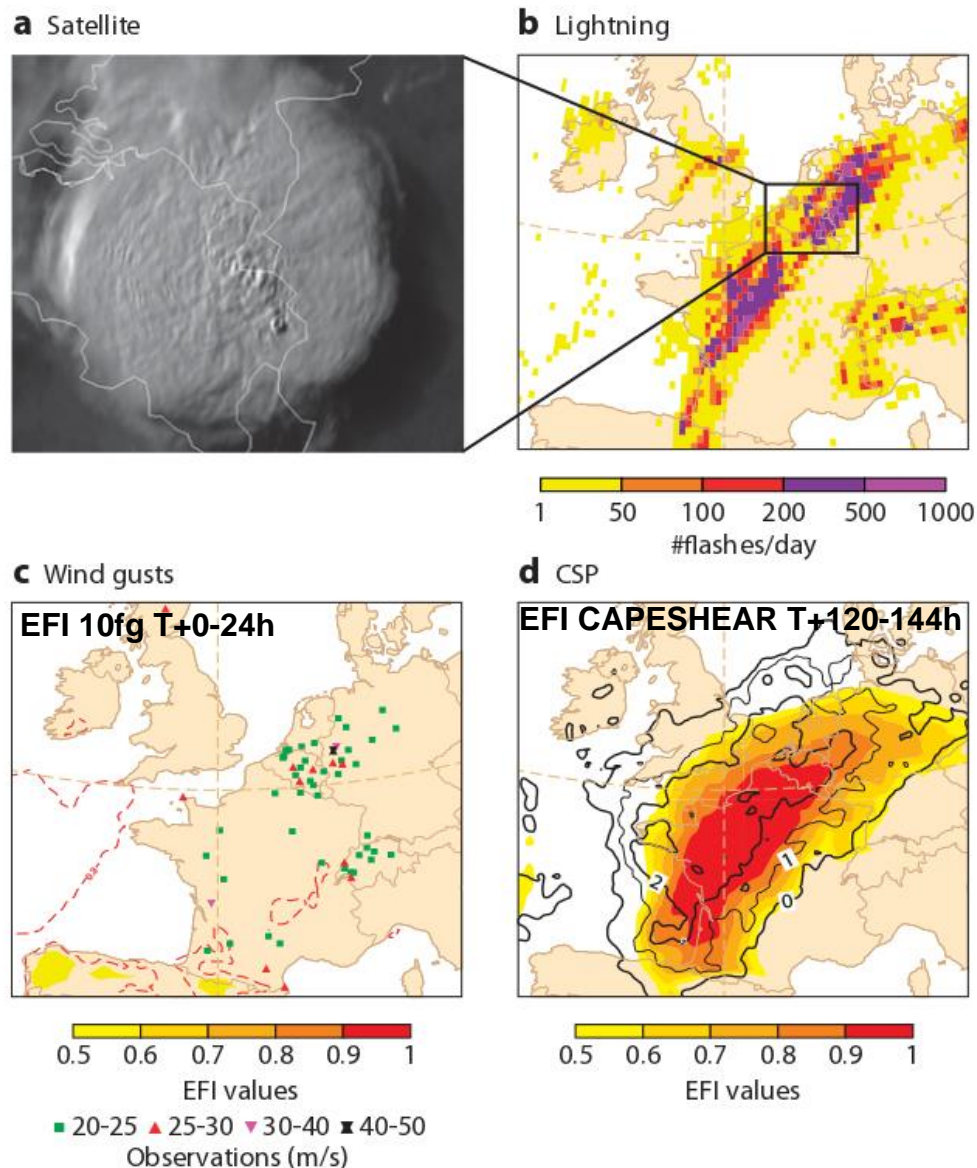 a Satellite
b Lightning
1 50 100 200 500 1000
#flashes/day
c Wind gusts
EFI 10fg T+0-24h
0.5 0.6 0.7 0.8 0.9 1
EFI values
20-25 25-30 30-40 40-50
Observations (m/s)
d CSP
EFI CAPESHEAR T+120-144h
2
1
0
0.5 0.6 0.7 0.8 0.9 1
EFI values